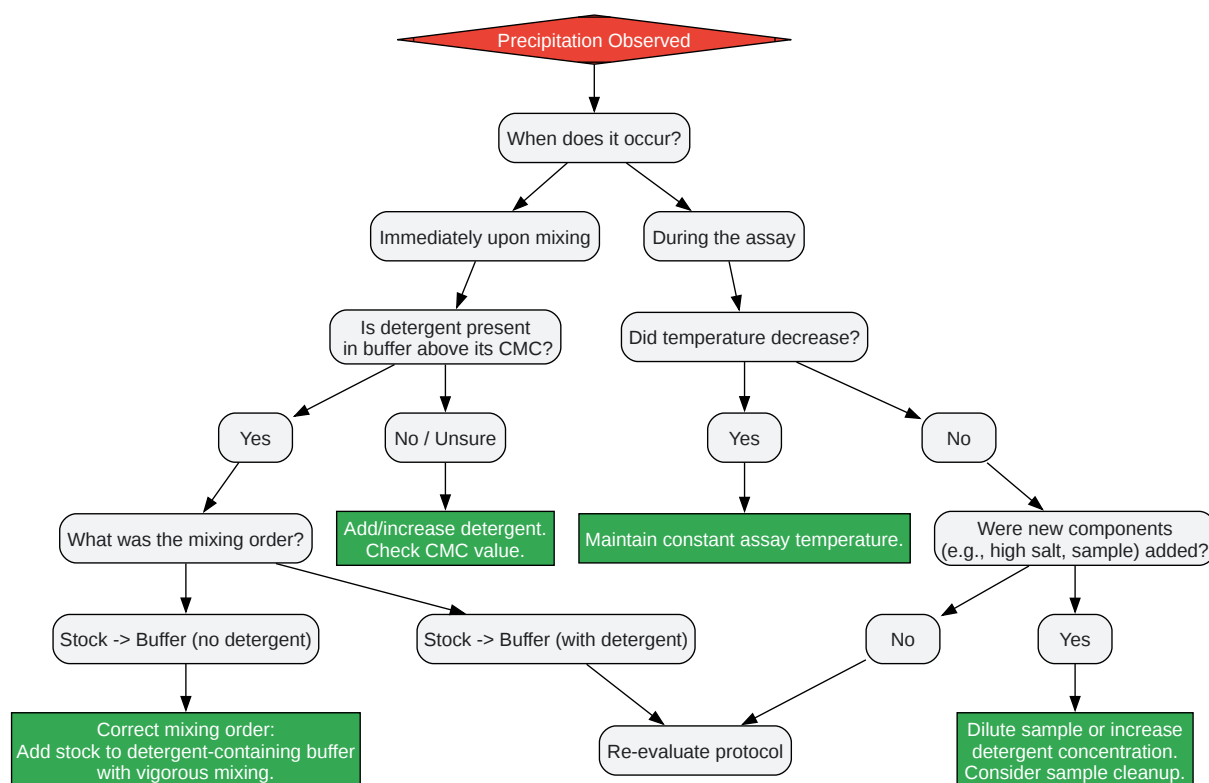 Precipitation Observed
When does it occur?
Immediately upon mixing
During the assay
Is detergent present
in buffer above its CMC?
Did temperature decrease?
Yes
No / Unsure
Yes
No
What was the mixing order?
Add/increase detergent.
Check CMC value.
Maintain constant assay temperature.
Were new components
(e.g., high salt, sample) added?
Stock -> Buffer (no detergent)
Stock -> Buffer (with detergent)
No
Yes
Correct mixing order:
Add stock to detergent-containing buffer
with vigorous mixing.
Re-evaluate protocol
Dilute sample or increase
detergent concentration.
Consider sample cleanup.